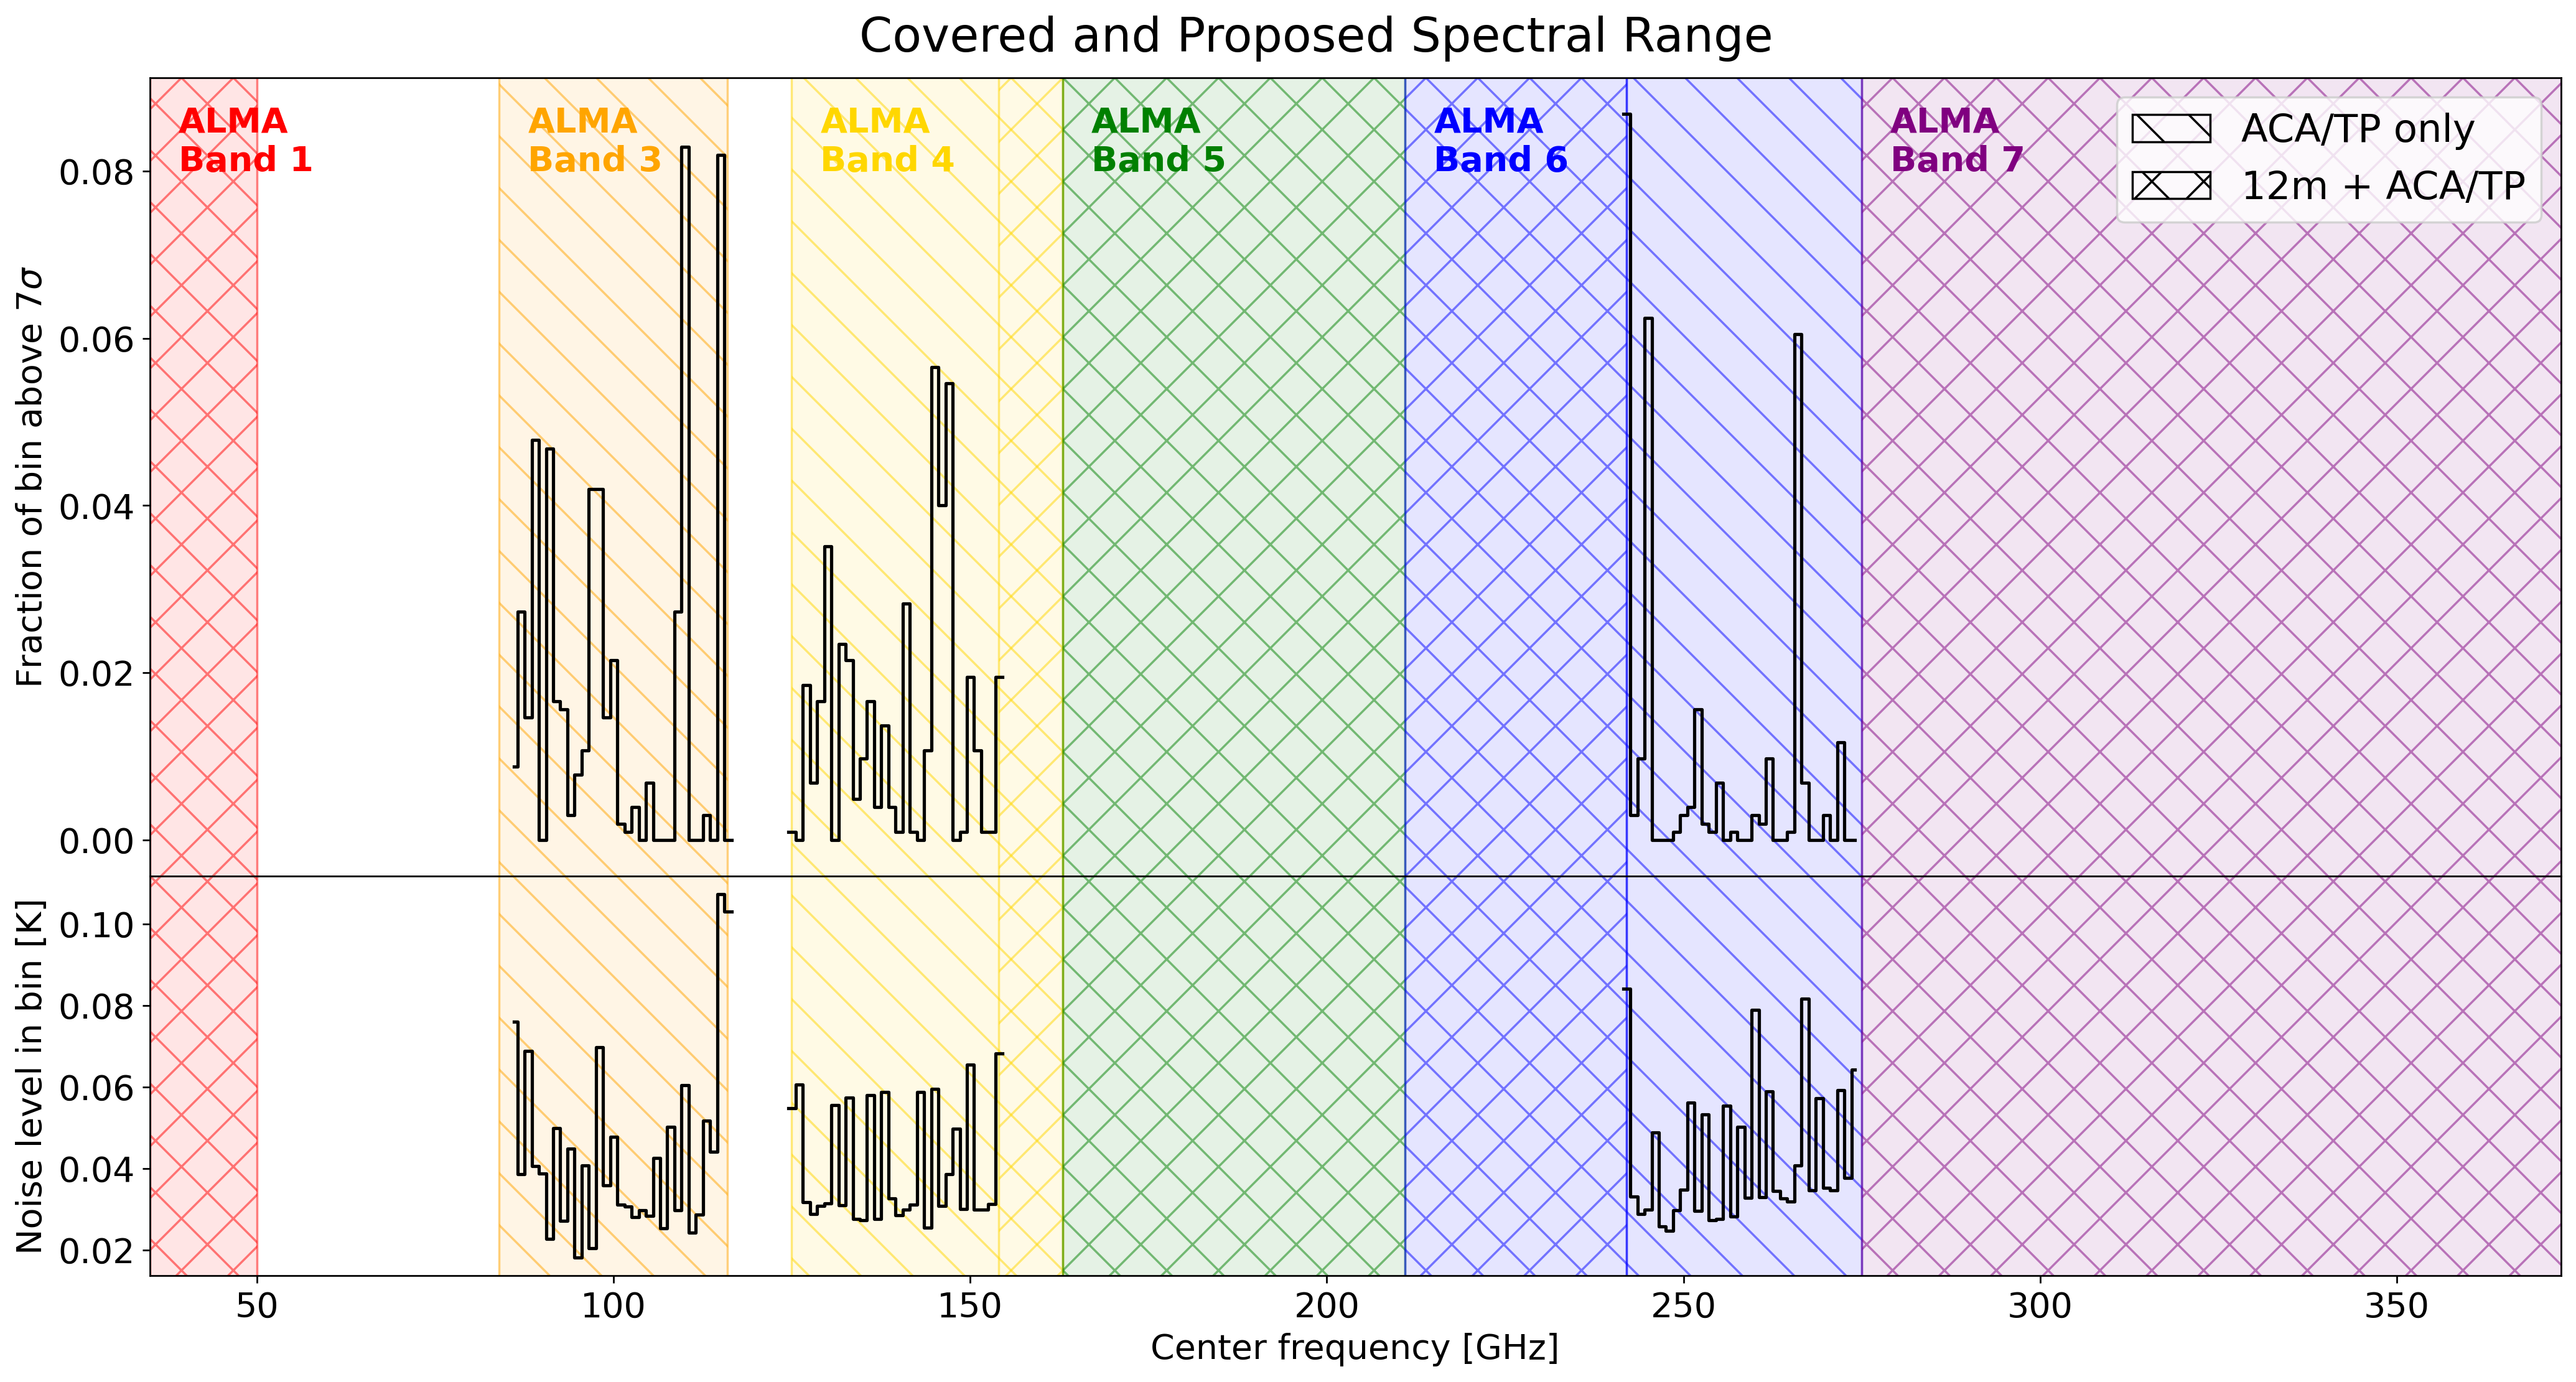 Covered and Proposed Spectral Range
ALMA
Band 1
ALMA
Band 3
ALMA
Band 4
ALMA
Band 5
ALMA
Band 6
ALMA
Band 7
ACA/TP only
12m + ACA/TP
Fraction of bin above 7σ
0.08
0.06
0.04
0.02
0.00
Noise level in bin [K]
0.10
0.08
0.06
0.04
0.02
50 100 150 200 250 300 350
Center frequency [GHz]